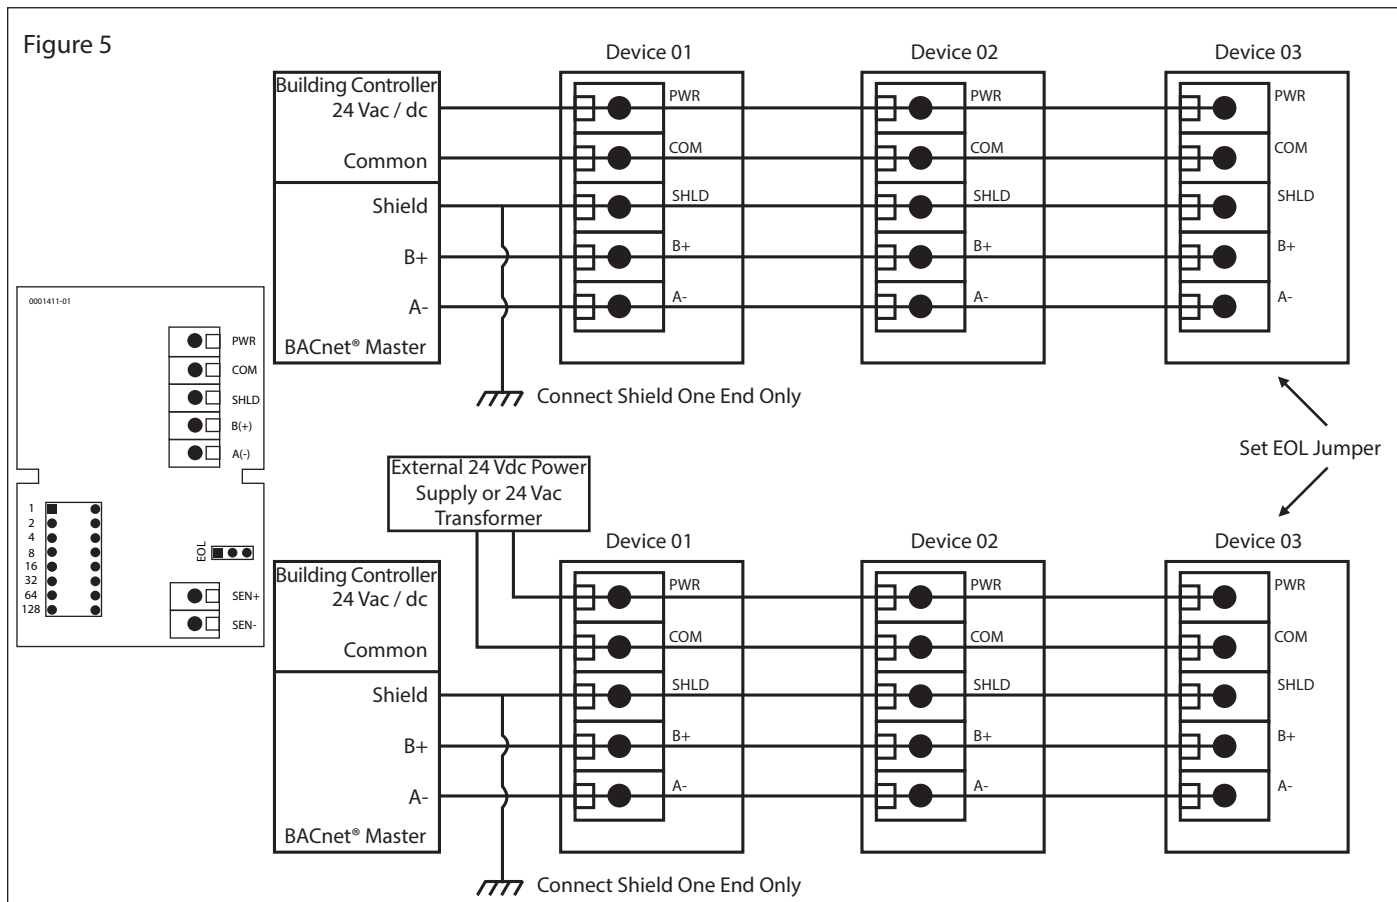 Figure 5
Device 01
Device 02
Device 03
Building Controller
24 Vac / dc
Common
Shield
B+
A-
BACnet® Master
PWR
COM
SHLD
B+
A-
PWR
COM
SHLD
B+
A-
PWR
COM
SHLD
B+
A-
Connect Shield One End Only
Set EOL Jumper
0001411-01
PWR
COM
SHLD
B(+)
A(-)
1
2
4
8
16
32
64
128
EOL
SEN+
SEN-
External 24 Vdc Power
Supply or 24 Vac
Transformer
Device 01
Device 02
Device 03
Building Controller
24 Vac / dc
Common
Shield
B+
A-
BACnet® Master
PWR
COM
SHLD
B+
A-
PWR
COM
SHLD
B+
A-
PWR
COM
SHLD
B+
A-
Connect Shield One End Only